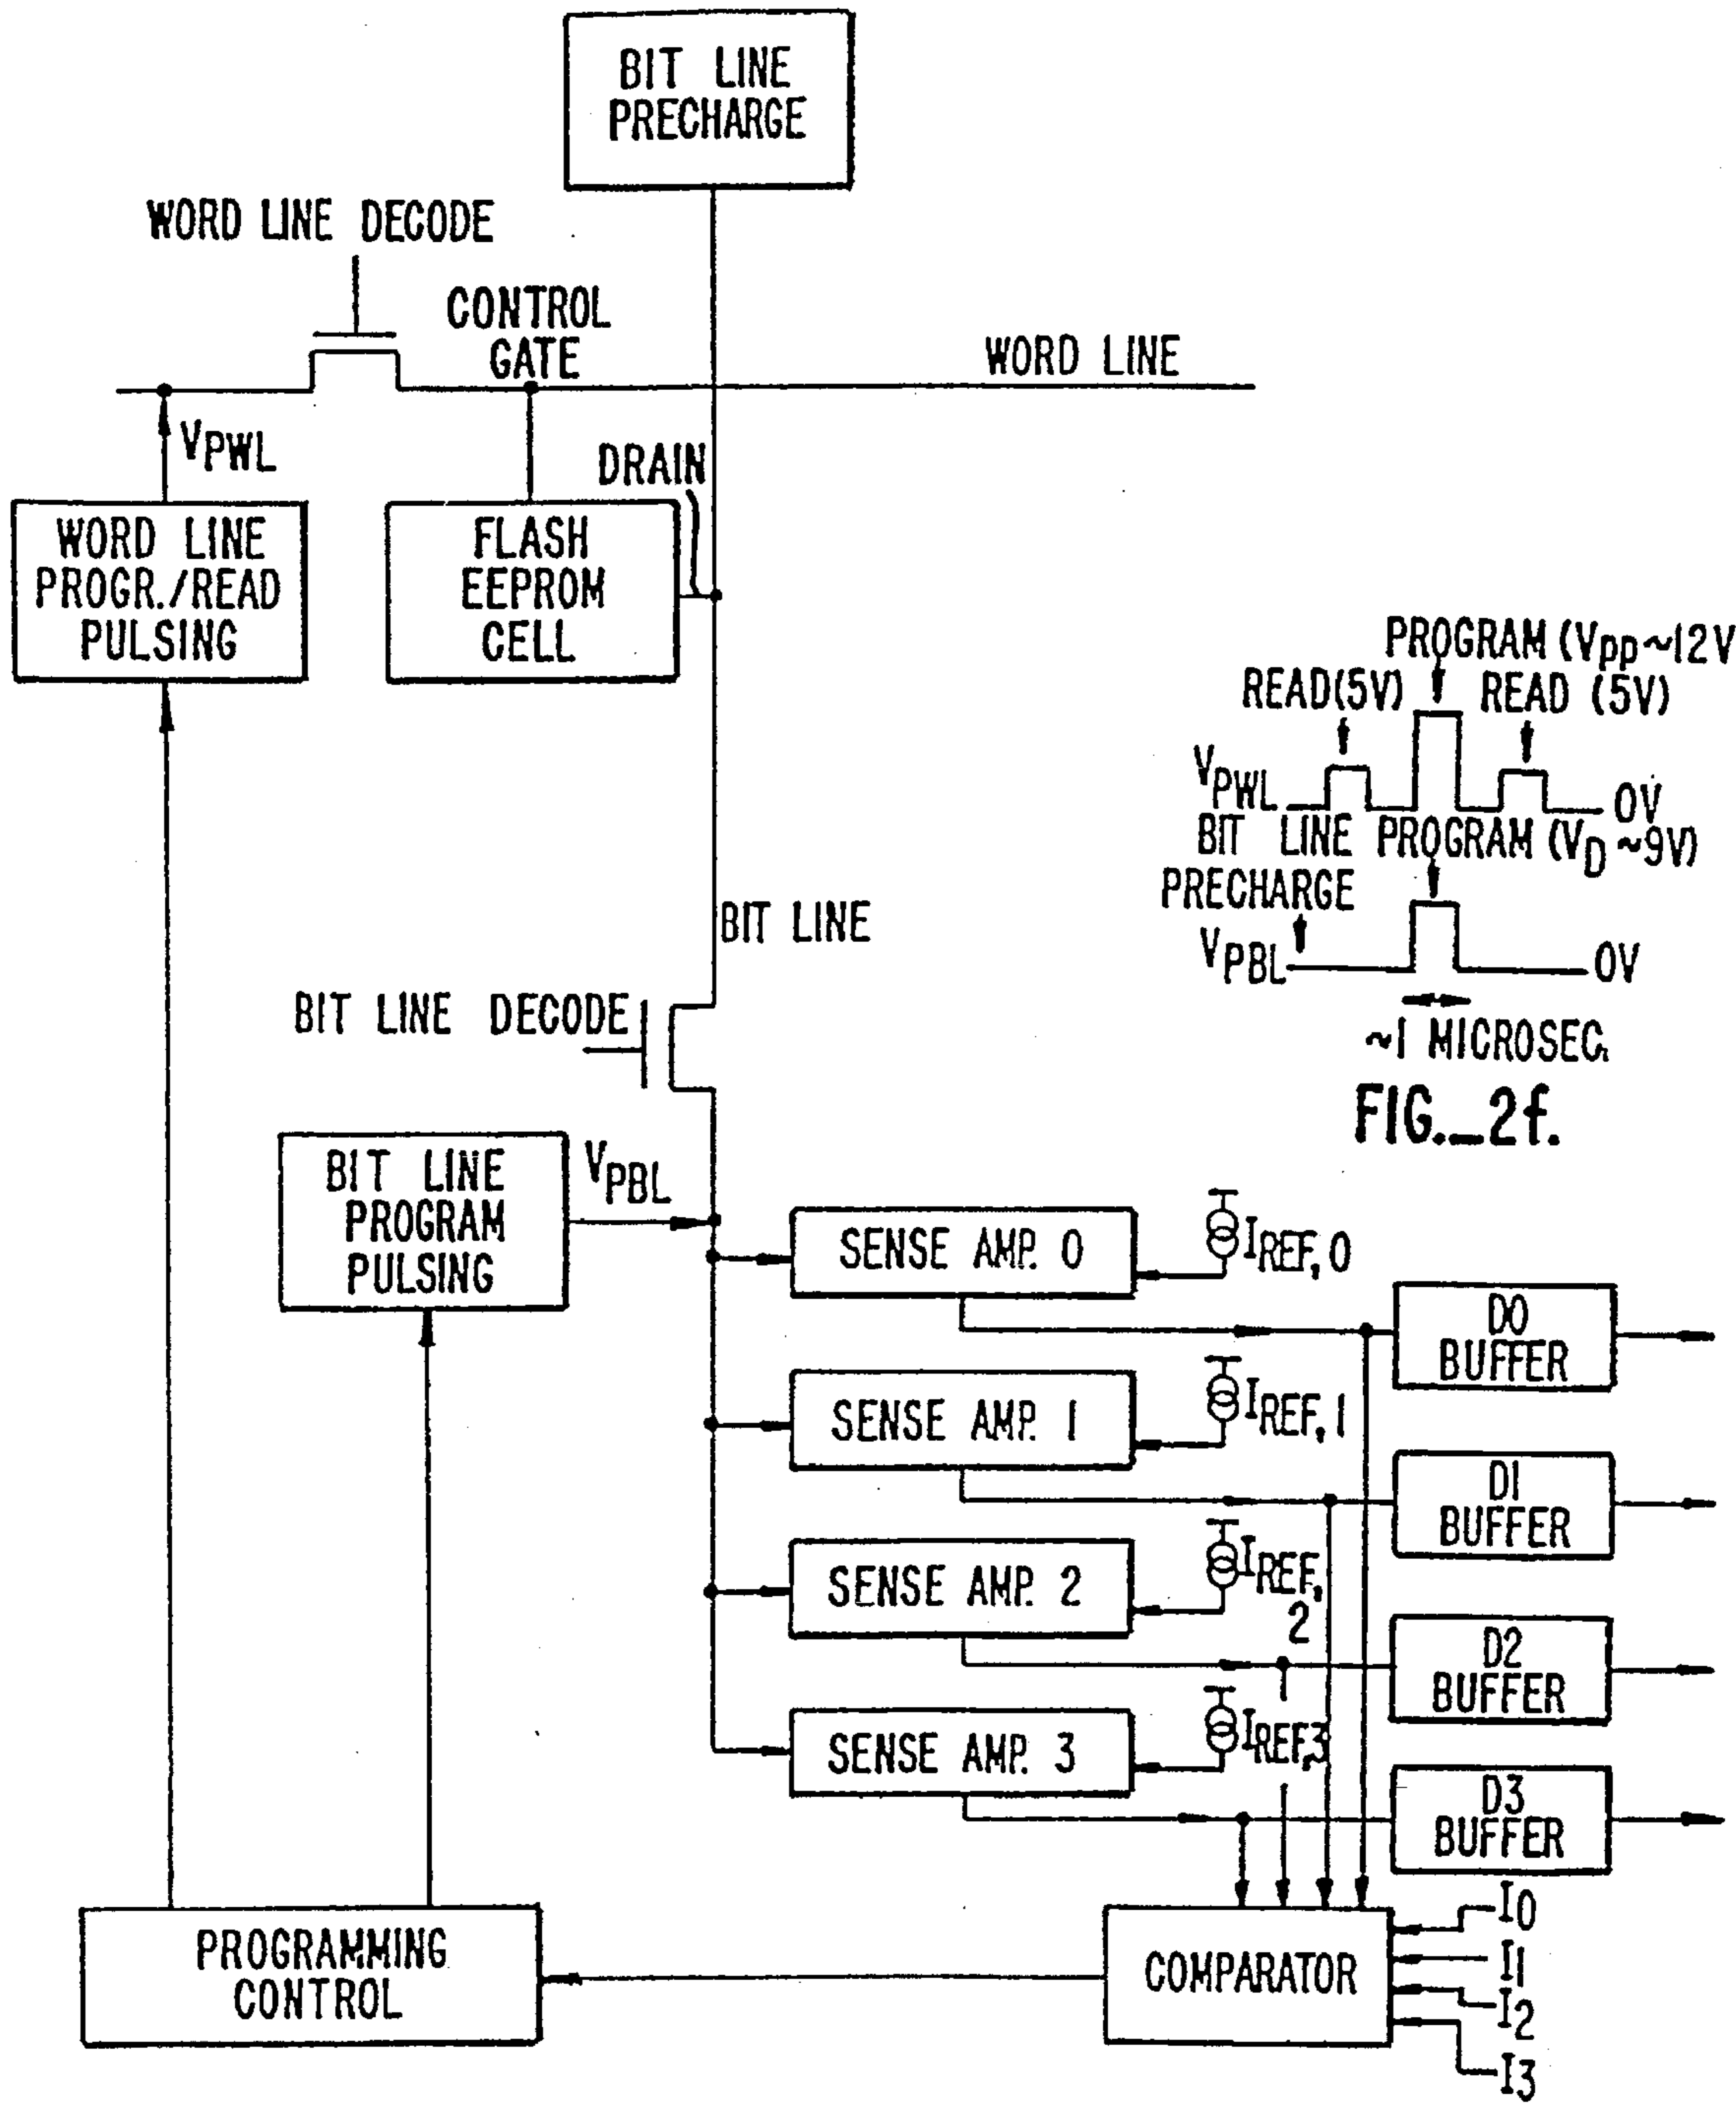 BIT LINE
PRECHARGE
WORD LINE DECODE
CONTROL
GATE
WORD LINE
VPWL
DRAIN
WORD LINE
PROGR./READ
PULSING
FLASH
EEPROM
CELL
PROGRAM (VPP~12V
READ(5V) READ (5V)
VPWL 0V
BIT LINE PROGRAM (VD~9V)
PRECHARGE
VPBL 0V
~1 MICROSEC.
FIG._2f.
BIT LINE
BIT LINE DECODE
BIT LINE
PROGRAM
PULSING
VPBL
SENSE AMP. 0
IREF,0
D0
BUFFER
SENSE AMP. 1
IREF,1
D1
BUFFER
SENSE AMP. 2
IREF,
2
D2
BUFFER
SENSE AMP. 3
IREF,3
D3
BUFFER
PROGRAMMING
CONTROL
COMPARATOR
I0
I1
I2
I3